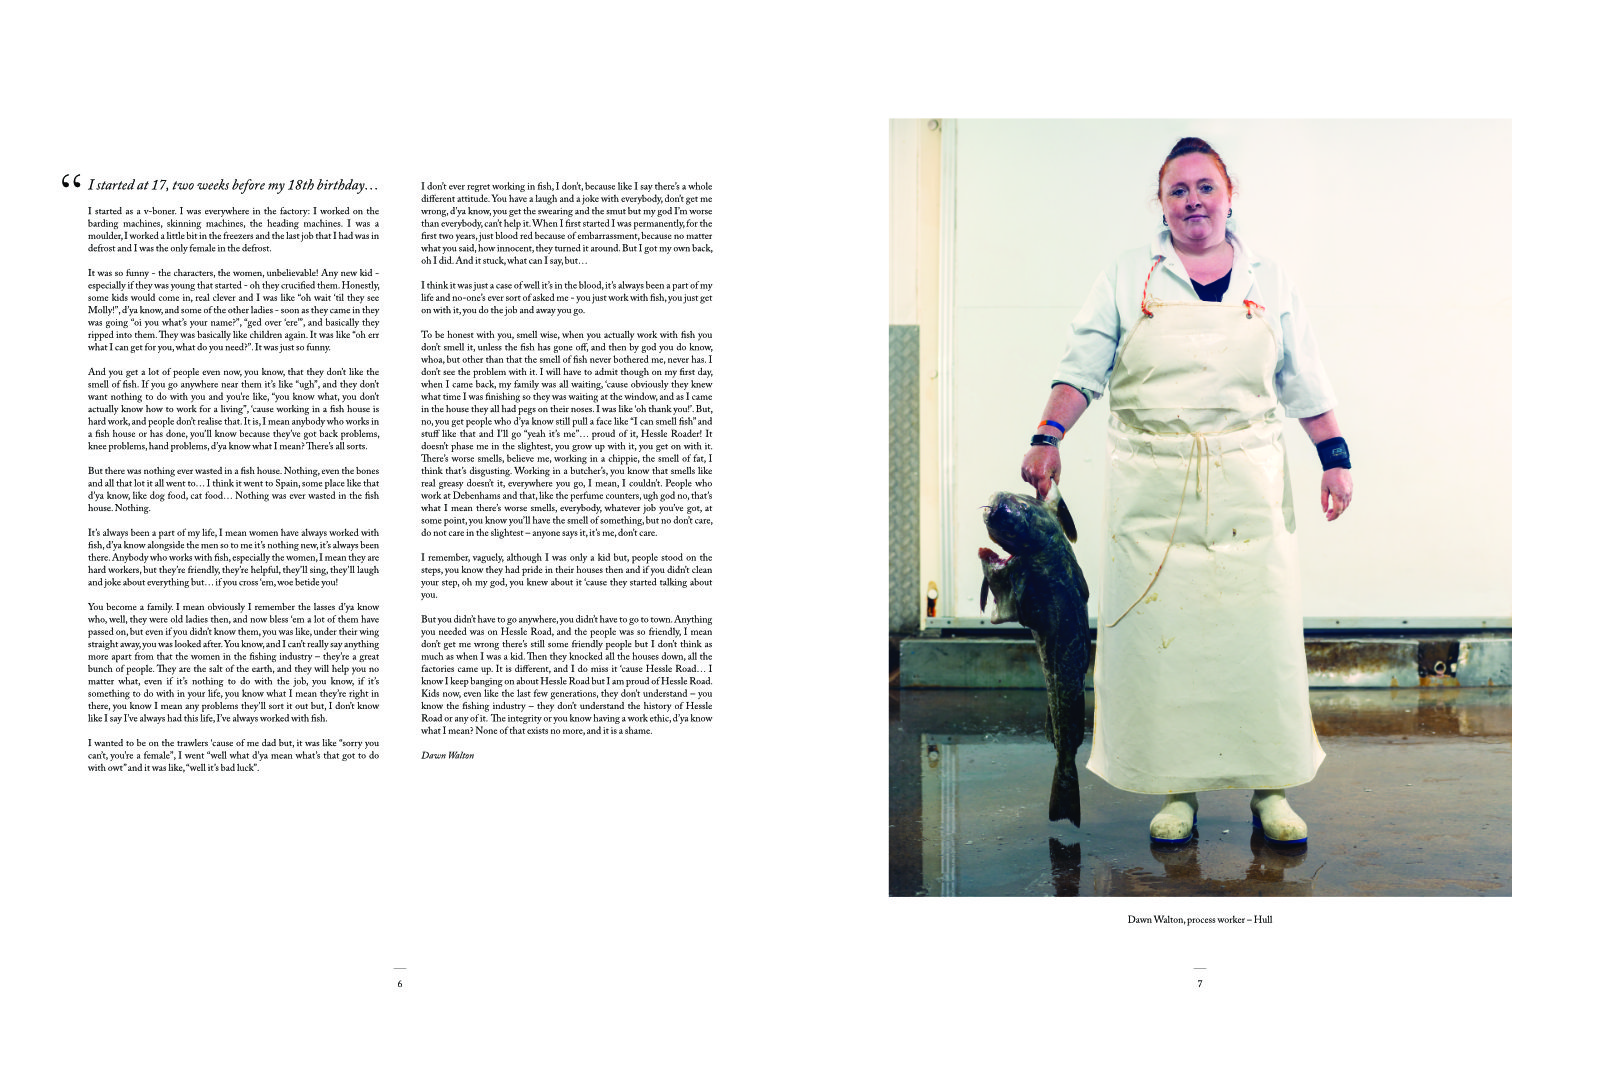 “ I started at 17, two weeks before my 18th birthday…
I started as a v-boner. I was everywhere in the factory: I worked on the
barding machines, skinning machines, the heading machines. I was a
moulder, I worked a little bit in the freezers and the last job that I had was in
defrost and I was the only female in the defrost.
It was so funny - the characters, the women, unbelievable! Any new kid -
especially if they was young that started - oh they crucified them. Honestly,
some kids would come in, real clever and I was like “oh wait ‘til they see
Molly!”, d’ya know, and some of the other ladies - soon as they came in they
was going “oi you what’s your name?”, “ged over ‘ere”’, and basically they
ripped into them. They was basically like children again. It was like “oh err
what I can get for you, what do you need?”. It was just so funny.
And you get a lot of people even now, you know, that they don’t like the
smell of fish. If you go anywhere near them it’s like “ugh”, and they don’t
want nothing to do with you and you’re like, “you know what, you don’t
actually know how to work for a living”, ‘cause working in a fish house is
hard work, and people don’t realise that. It is, I mean anybody who works in
a fish house or has done, you’ll know because they’ve got back problems,
knee problems, hand problems, d’ya know what I mean? There’s all sorts.
But there was nothing ever wasted in a fish house. Nothing, even the bones
and all that lot it all went to… I think it went to Spain, some place like that
d’ya know, like dog food, cat food… Nothing was ever wasted in the fish
house. Nothing.
It’s always been a part of my life, I mean women have always worked with
fish, d’ya know alongside the men so to me it’s nothing new, it’s always been
there. Anybody who works with fish, especially the women, I mean they are
hard workers, but they’re friendly, they’re helpful, they’ll sing, they’ll laugh
and joke about everything but… if you cross ‘em, woe betide you!
You become a family. I mean obviously I remember the lasses d’ya know
who, well, they were old ladies then, and now bless ‘em a lot of them have
passed on, but even if you didn’t know them, you was like, under their wing
straight away, you was looked after. You know, and I can’t really say anything
more apart from that the women in the fishing industry – they’re a great
bunch of people. They are the salt of the earth, and they will help you no
matter what, even if it’s nothing to do with the job, you know, if it’s
something to do with in your life, you know what I mean they’re right in
there, you know I mean any problems they’ll sort it out but, I don’t know
like I say I’ve always had this life, I’ve always worked with fish.
I wanted to be on the trawlers ‘cause of me dad but, it was like “sorry you
can’t, you’re a female”, I went “well what d’ya mean what’s that got to do
with owt” and it was like, “well it’s bad luck”.
I don’t ever regret working in fish, I don’t, because like I say there’s a whole
different attitude. You have a laugh and a joke with everybody, don’t get me
wrong, d’ya know, you get the swearing and the smut but my god I’m worse
than everybody, can’t help it. When I first started I was permanently, for the
first two years, just blood red because of embarrassment, because no matter
what you said, how innocent, they turned it around. But I got my own back,
oh I did. And it stuck, what can I say, but…
I think it was just a case of well it’s in the blood, it’s always been a part of my
life and no-one’s ever sort of asked me - you just work with fish, you just get
on with it, you do the job and away you go.
To be honest with you, smell wise, when you actually work with fish you
don’t smell it, unless the fish has gone off, and then by god you do know,
whoa, but other than that the smell of fish never bothered me, never has. I
don’t see the problem with it. I will have to admit though on my first day,
when I came back, my family was all waiting, ‘cause obviously they knew
what time I was finishing so they was waiting at the window, and as I came
in the house they all had pegs on their noses. I was like ‘oh thank you!’. But,
no, you get people who d’ya know still pull a face like “I can smell fish” and
stuff like that and I’ll go “yeah it’s me”… proud of it, Hessle Roader! It
doesn’t phase me in the slightest, you grow up with it, you get on with it.
There’s worse smells, believe me, working in a chippie, the smell of fat, I
think that’s disgusting. Working in a butcher’s, you know that smells like
real greasy doesn’t it, everywhere you go, I mean, I couldn’t. People who
work at Debenhams and that, like the perfume counters, ugh god no, that’s
what I mean there’s worse smells, everybody, whatever job you’ve got, at
some point, you know you’ll have the smell of something, but no don’t care,
do not care in the slightest – anyone says it, it’s me, don’t care.
I remember, vaguely, although I was only a kid but, people stood on the
steps, you know they had pride in their houses then and if you didn’t clean
your step, oh my god, you knew about it ‘cause they started talking about
you.
But you didn’t have to go anywhere, you didn’t have to go to town. Anything
you needed was on Hessle Road, and the people was so friendly, I mean
don’t get me wrong there’s still some friendly people but I don’t think as
much as when I was a kid. Then they knocked all the houses down, all the
factories came up. It is different, and I do miss it ‘cause Hessle Road… I
know I keep banging on about Hessle Road but I am proud of Hessle Road.
Kids now, even like the last few generations, they don’t understand – you
know the fishing industry – they don’t understand the history of Hessle
Road or any of it. The integrity or you know having a work ethic, d’ya know
what I mean? None of that exists no more, and it is a shame.
Dawn Walton
6
Dawn Walton, process worker – Hull
7